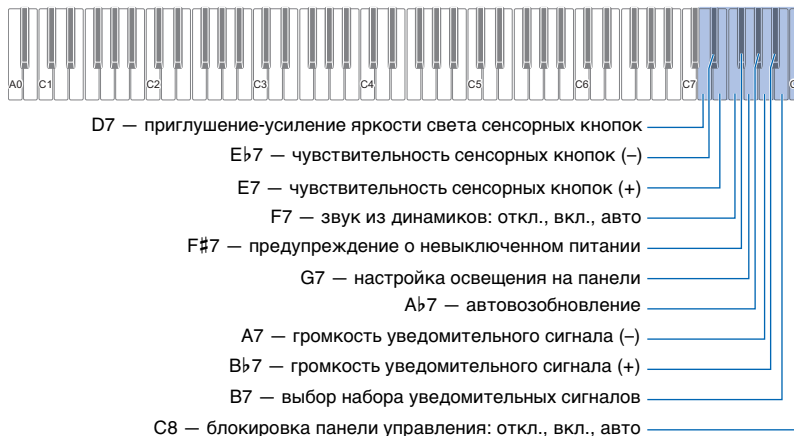 A0 C1 C2 C3 C4 C5 C6 C7
D7 — приглушение-усиление яркости света сенсорных кнопок
E♭7 — чувствительность сенсорных кнопок (–)
E7 — чувствительность сенсорных кнопок (+)
F7 — звук из динамиков: откл., вкл., авто
F♯7 — предупреждение о невыключенном питании
G7 — настройка освещения на панели
A♭7 — автовозобновление
A7 — громкость уведомительного сигнала (–)
B♭7 — громкость уведомительного сигнала (+)
B7 — выбор набора уведомительных сигналов
C8 — блокировка панели управления: откл., вкл., авто